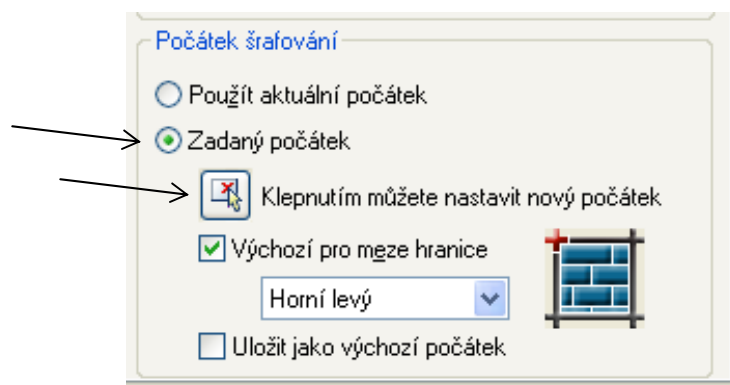 Počátek šrafování
Použít aktuální počátek
Zadaný počátek
Klepnutím můžete nastavit nový počátek
Výchozí pro meze hranice
Horní levý
Uložit jako výchozí počátek